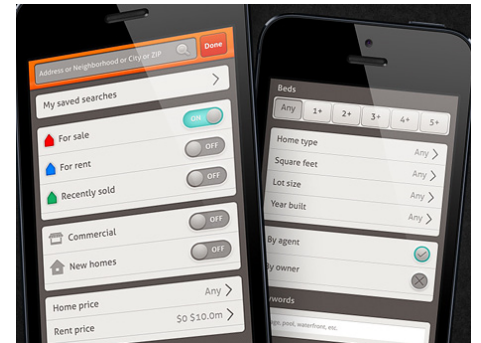 Address or Neighborhood or City or ZIP
Done
My saved searches
For sale
ON
For rent
OFF
Recently sold
OFF
Commercial
OFF
New homes
OFF
Home price
Any
Rent price
$0 $10.0m
Beds
Any
1+
2+
3+
4+
5+
Home type
Any
Square feet
Any
Lot size
Any
Year built
Any
By agent
y owner
ywords
age, pool, waterfront, etc.